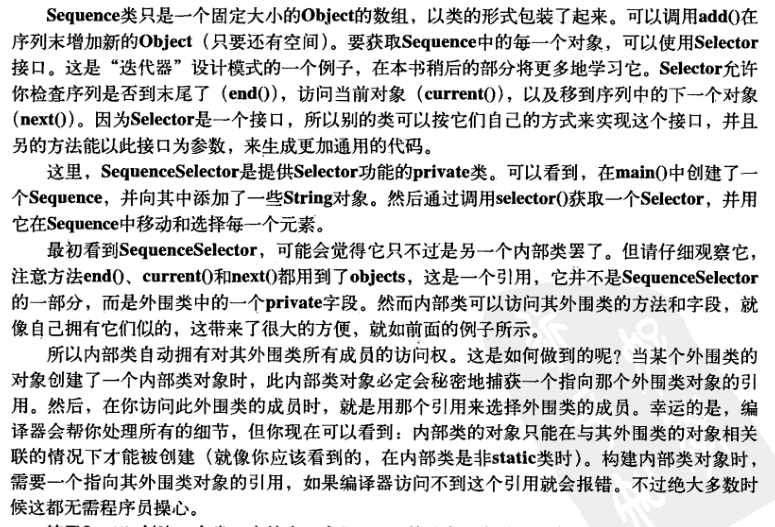 Sequence类只是一个固定大小的Object的数组，以类的形式包装了起来。可以调用add()在
序列末增加新的Object（只要还有空间）。要获取Sequence中的每一个对象，可以使用Selector
接口。这是“迭代器”设计模式的一个例子，在本书稍后的部分将更多地学习它。Selector允许
你检查序列是否到末尾了（end()），访问当前对象（current()），以及移到序列中的下一个对象
（next()）。因为Selector是一个接口，所以别的类可以按它们自己的方式来实现这个接口，并且
另的方法能以此接口为参数，来生成更加通用的代码。
这里，SequenceSelector是提供Selector功能的private类。可以看到，在main()中创建了一
个Sequence，并向其中添加了一些String对象。然后通过调用selector()获取一个Selector，并用
它在Sequence中移动和选择每一个元素。
最初看到SequenceSelector，可能会觉得它只不过是另一个内部类罢了。但请仔细观察它，
注意方法end()、current()和next()都用到了objects，这是一个引用，它并不是SequenceSelector
的一部分，而是外围类中的一个private字段。然而内部类可以访问其外围类的方法和字段，就
像自己拥有它们似的，这带来了很大的方便，就如前面的例子所示。
所以内部类自动拥有对其外围类所有成员的访问权。这是如何做到的呢？当某个外围类的
对象创建了一个内部类对象时，此内部类对象必定会秘密地捕获一个指向那个外围类对象的引
用。然后，在你访问此外围类的成员时，就是用那个引用来选择外围类的成员。幸运的是，编
译器会帮你处理所有的细节，但你现在可以看到：内部类的对象只能在与其外围类的对象相关
联的情况下才能被创建（就像你应该看到的，在内部类是非static类时）。构建内部类对象时，
需要一个指向其外围类对象的引用，如果编译器访问不到这个引用就会报错。不过绝大多数时
候这都无需程序员操心。